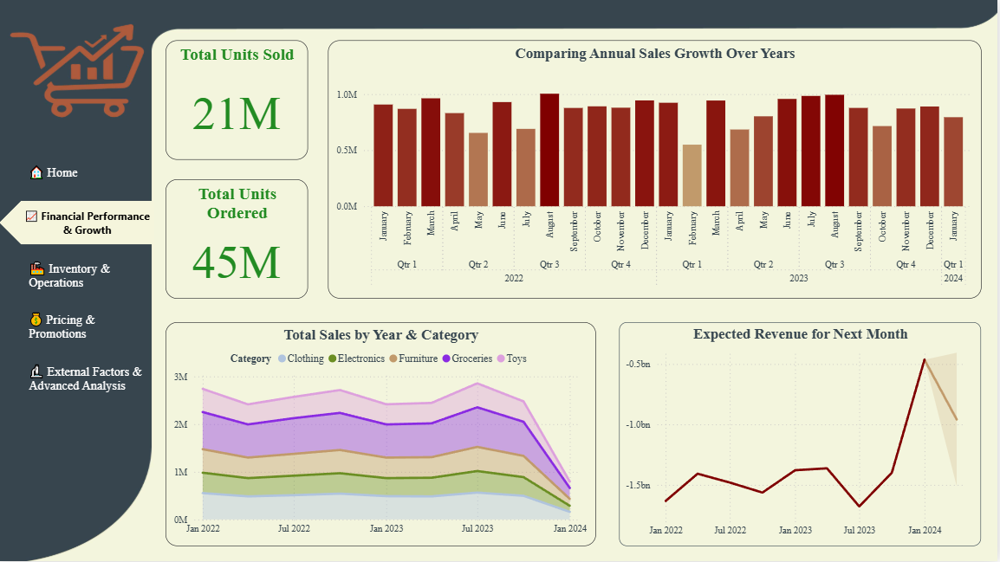 Home
Financial Performance
& Growth
Inventory &
Operations
Pricing &
Promotions
External Factors &
Advanced Analysis
Total Units Sold
21M
Total Units
Ordered
45M
Comparing Annual Sales Growth Over Years
1.0M
0.5M
0.0M
January
February
March
April
May
June
July
August
September
October
November
December
January
February
March
April
May
June
July
August
September
October
November
December
January
Qtr 1 Qtr 2 Qtr 3 Qtr 4 Qtr 1 Qtr 2 Qtr 3 Qtr 4 Qtr 1
2022 2023 2024
Total Sales by Year & Category
Category Clothing Electronics Furniture Groceries Toys
3M
2M
1M
0M
Jan 2022 Jul 2022 Jan 2023 Jul 2023 Jan 2024
Expected Revenue for Next Month
-0.5bn
-1.0bn
-1.5bn
Jan 2022 Jul 2022 Jan 2023 Jul 2023 Jan 2024